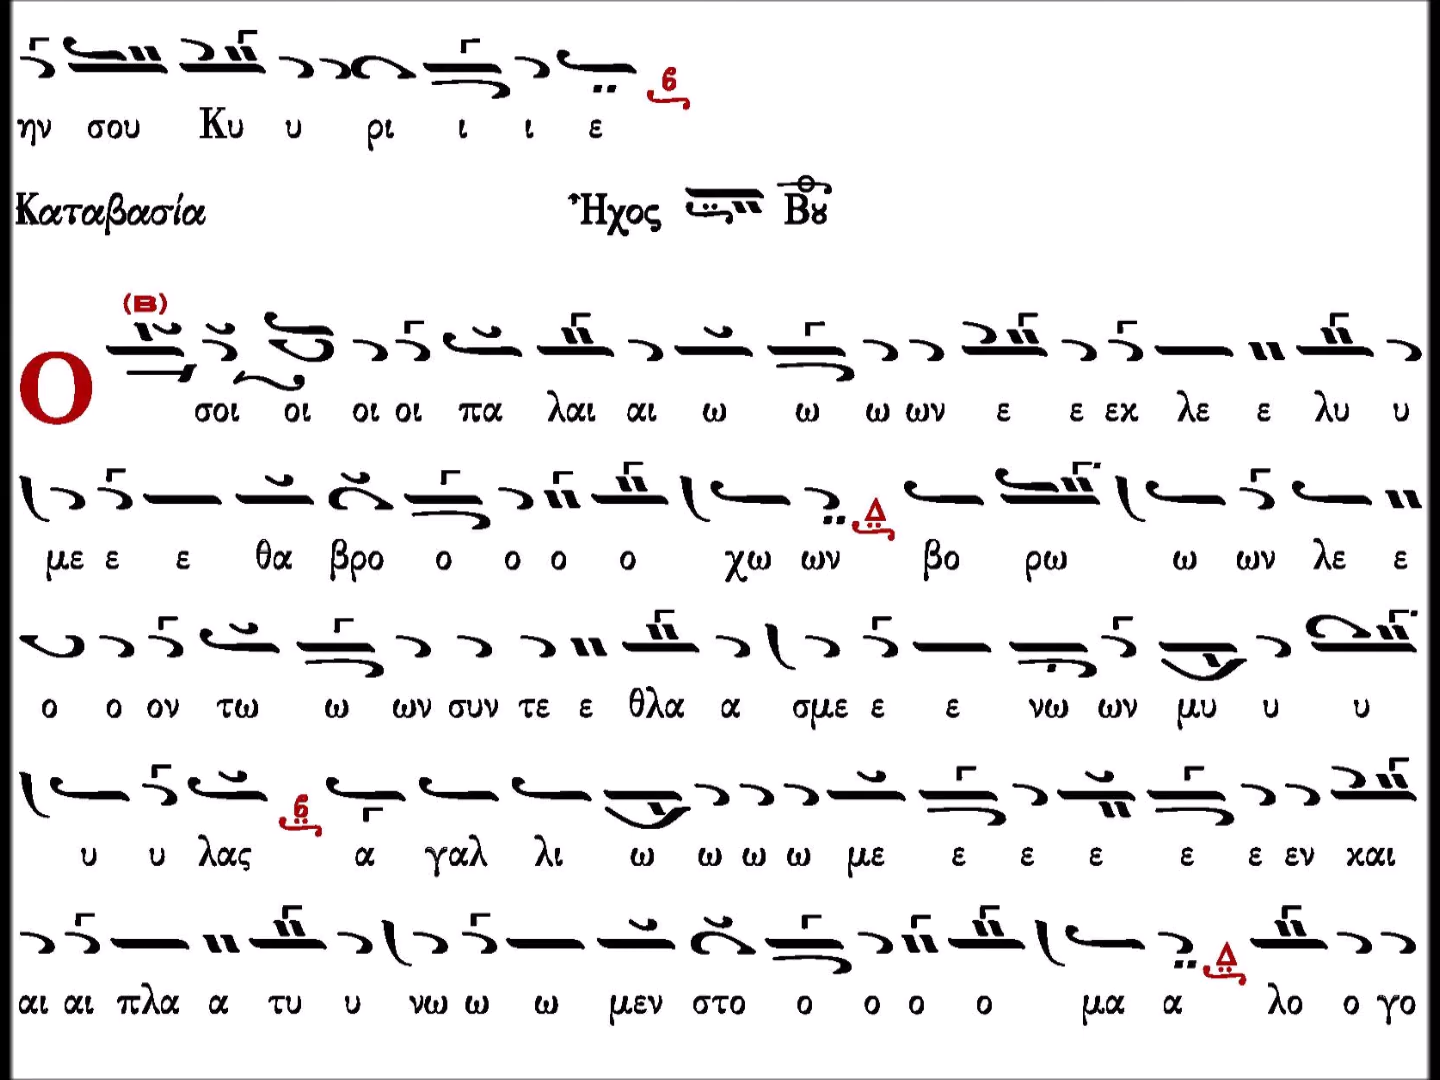 ην σου Κυ υ ρι ι ι ε
Καταβασία Ἦχος Βȣ
(Β)
Ο σοι οι οι οι πα λαι αι ω ω ω ων ε ε εκ λε ε λυ υ
με ε ε θα βρο ο ο ο ο χω ων Δ βο ρω ω ων λε ε
ο ο ον τω ω ων συν τε ε θλα α σμε ε ε νω ων μυ υ υ
υ υ λας α γαλ λι ω ω ω ω με ε ε ε ε ε εν και
αι αι πλα α τυ υ νω ω ω μεν στο ο ο ο ο μα α Δ λο ο γο